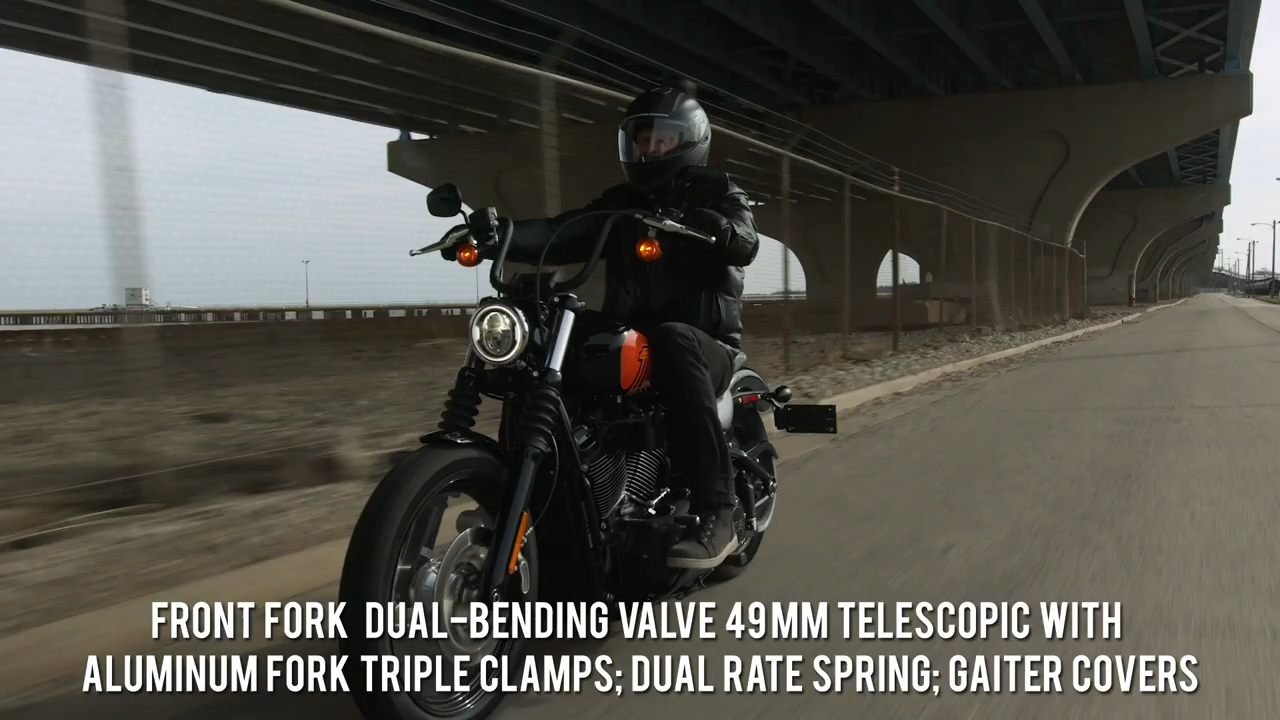 FRONT FORK DUAL-BENDING VALVE 49MM TELESCOPIC WITH
ALUMINUM FORK TRIPLE CLAMPS; DUAL RATE SPRING; GAITER COVERS